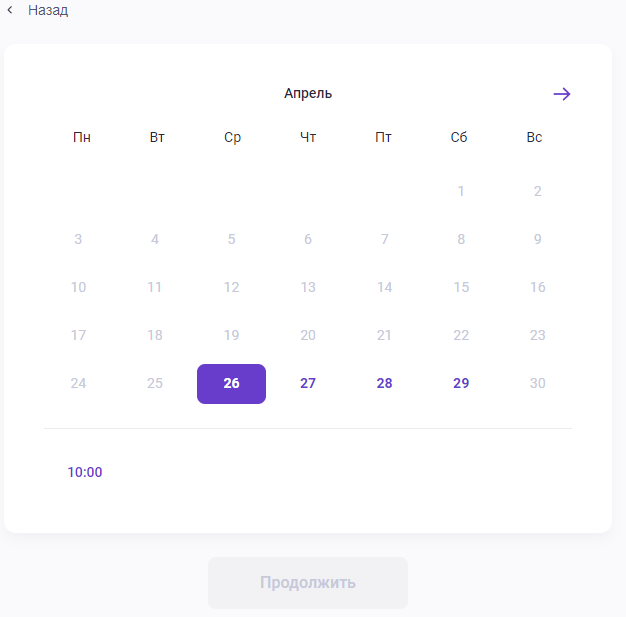 Назад
Апрель
Пн Вт Ср Чт Пт Сб Вс
1 2
3 4 5 6 7 8 9
10 11 12 13 14 15 16
17 18 19 20 21 22 23
24 25 26 27 28 29 30
10:00
Продолжить